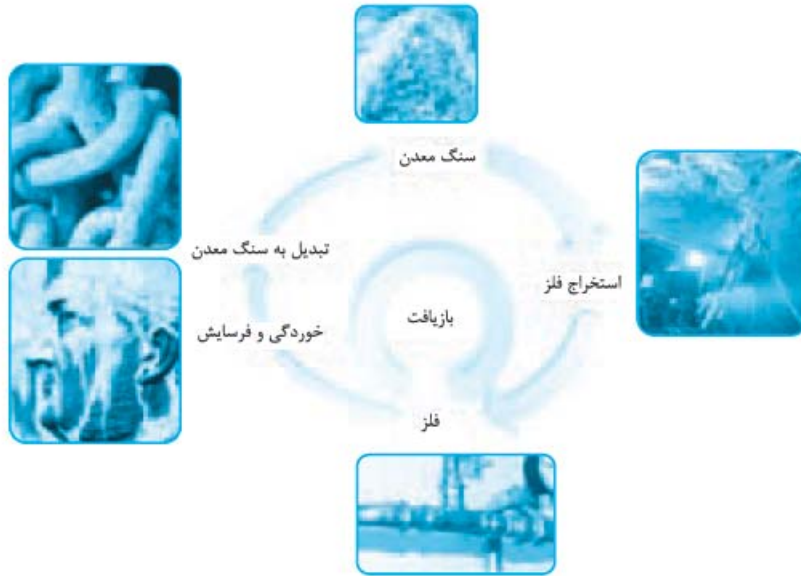 سنگ معدن
تبدیل به سنگ معدن
استخراج فلز
بازیافت
خوردگی و فرسایش
فلز